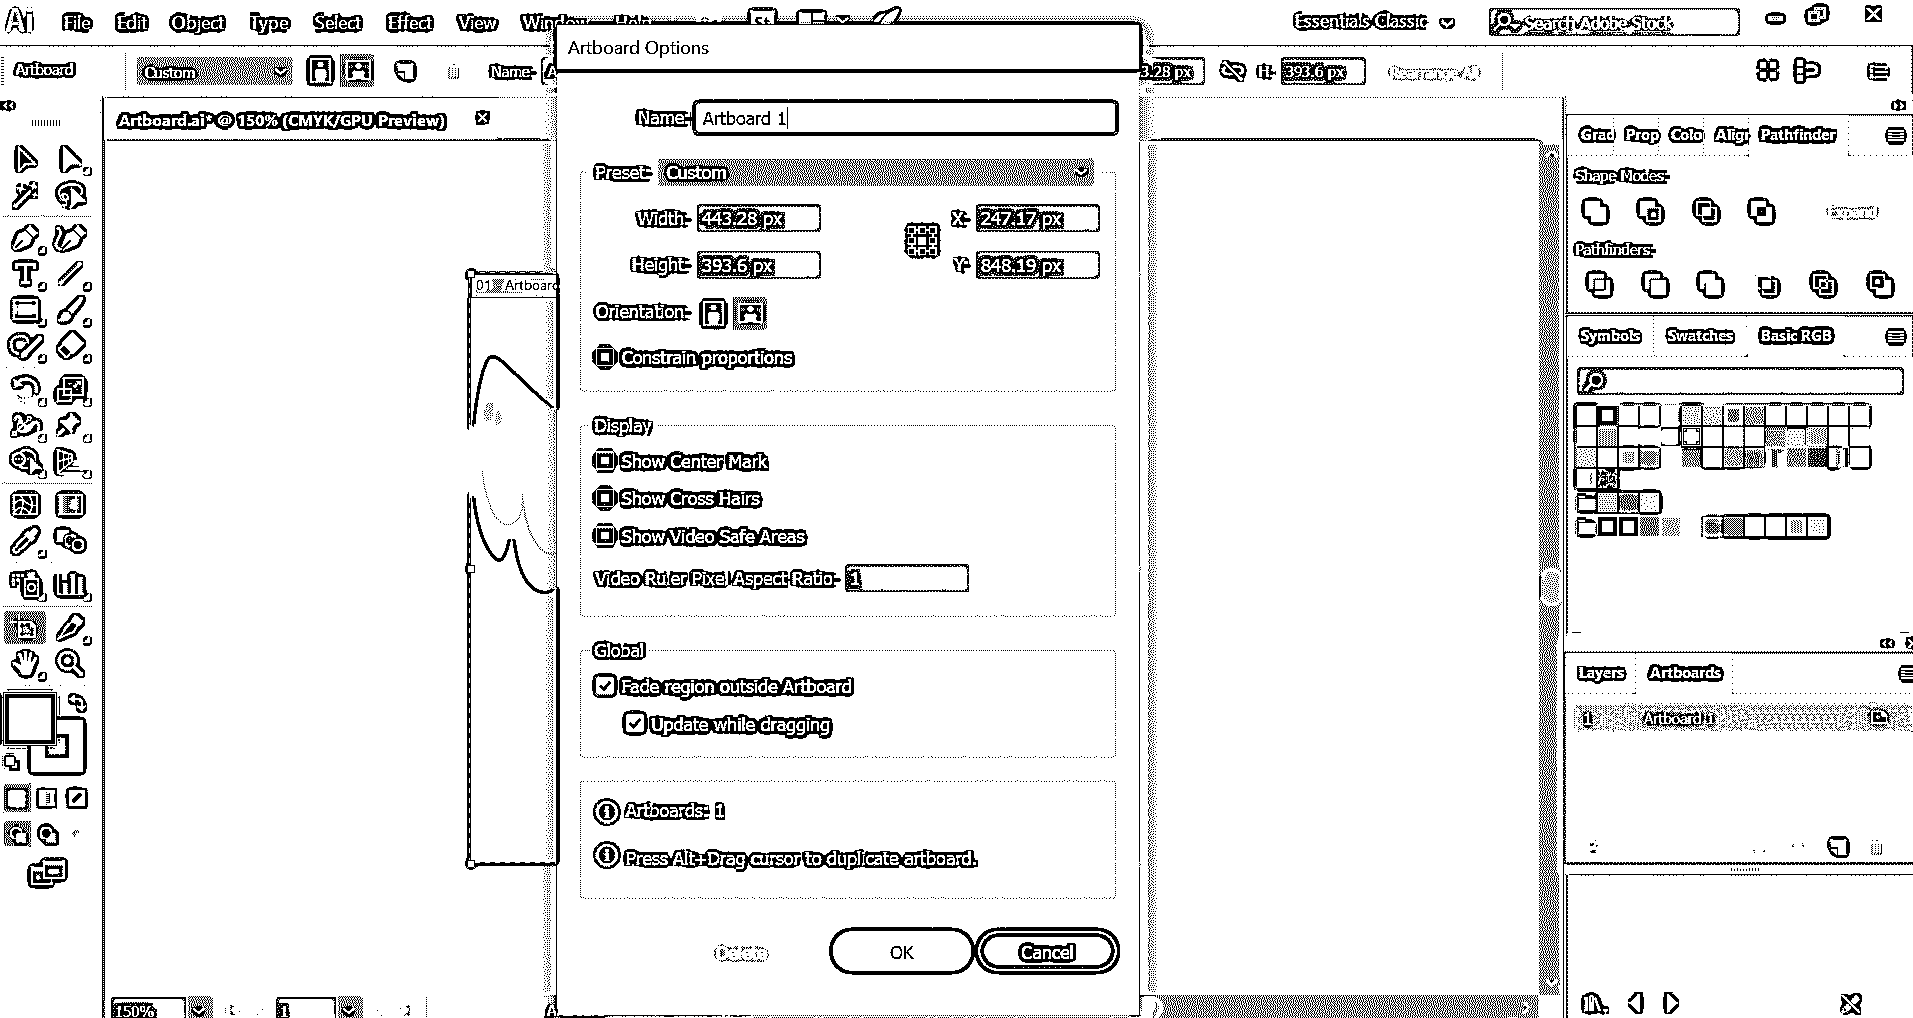 Ai File Edit Object Type Select Effect View Window Help St Essentials Classic Search Adobe Stock
Artboard Custom Name: H: 393.6 px Rearrange All
Artboard.ai* @ 150% (CMYK/GPU Preview)
Artboard Options
Name: Artboard 1
Preset: Custom
Width: 443.28 px X: 247.17 px
Height: 393.6 px Y: 848.19 px
Orientation:
Constrain proportions
Display
Show Center Mark
Show Cross Hairs
Show Video Safe Areas
Video Ruler Pixel Aspect Ratio: 1
Global
Fade region outside Artboard
Update while dragging
Artboards: 1
Press Alt+Drag cursor to duplicate artboard.
Delete OK Cancel
01 Artboard
Grad Prop Colo Align Pathfinder
Shape Modes:
Expand
Pathfinders:
Symbols Swatches Basic RGB
Layers Artboards
1 Artboard 1
150% 1